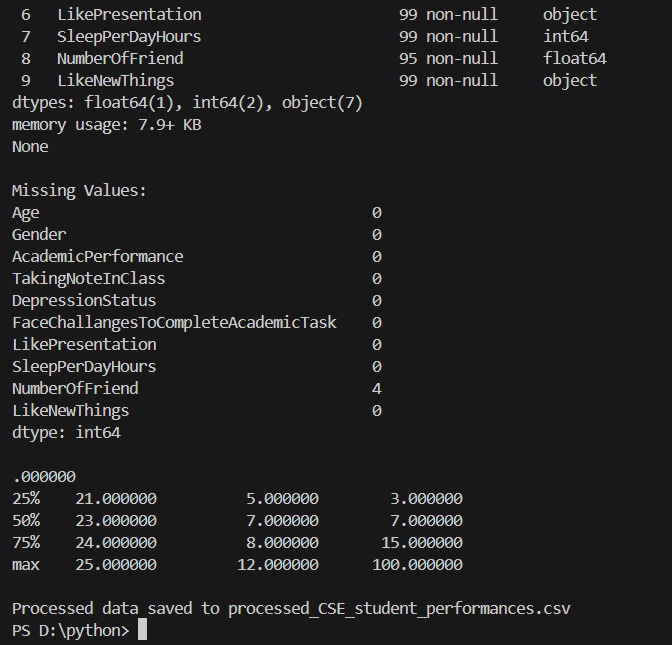 6 LikePresentation 99 non-null object
7 SleepPerDayHours 99 non-null int64
8 NumberOfFriend 95 non-null float64
9 LikeNewThings 99 non-null object
dtypes: float64(1), int64(2), object(7)
memory usage: 7.9+ KB
None
Missing Values:
Age 0
Gender 0
AcademicPerformance 0
TakingNoteInClass 0
DepressionStatus 0
FaceChallangesToCompleteAcademicTask 0
LikePresentation 0
SleepPerDayHours 0
NumberOfFriend 4
LikeNewThings 0
dtype: int64
.000000
25% 21.000000 5.000000 3.000000
50% 23.000000 7.000000 7.000000
75% 24.000000 8.000000 15.000000
max 25.000000 12.000000 100.000000
Processed data saved to processed_CSE_student_performances.csv
PS D:\python>